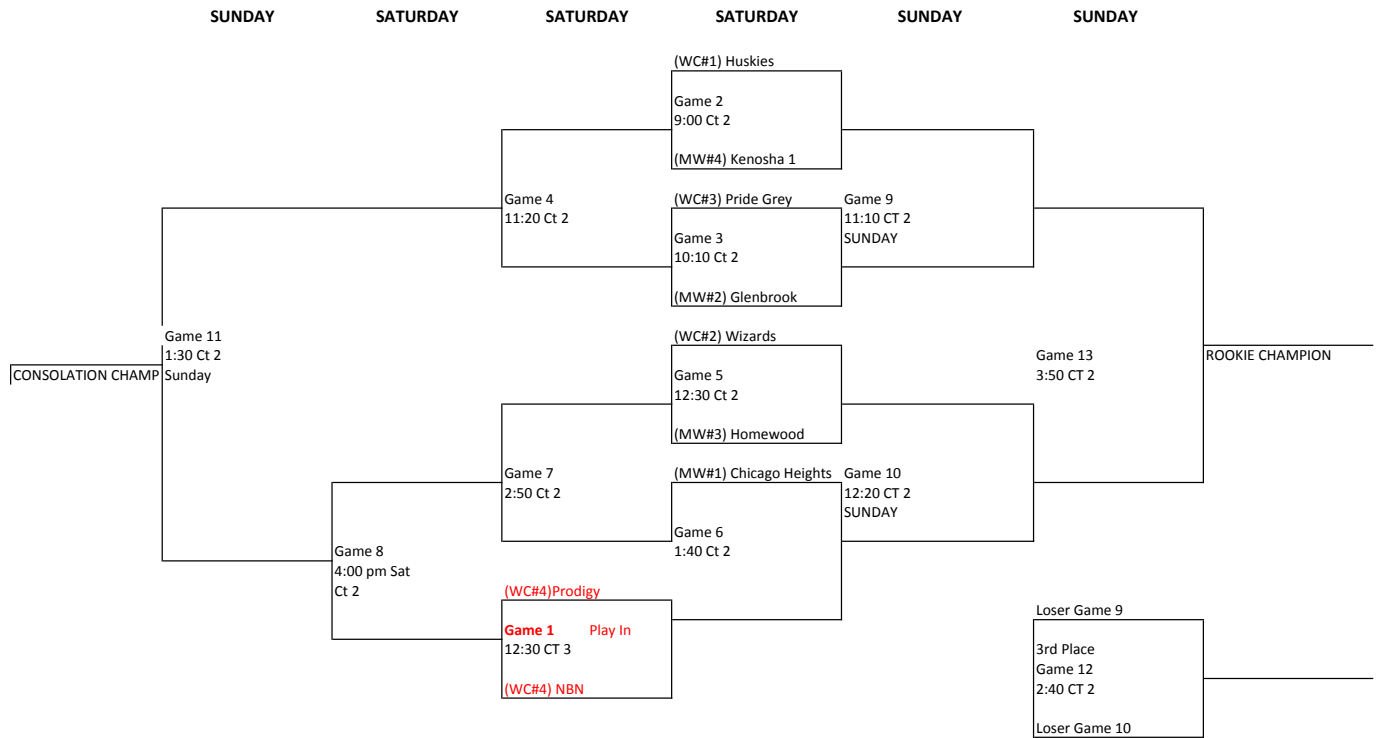 SUNDAY SATURDAY SATURDAY SATURDAY SUNDAY SUNDAY
(WC#1) Huskies
Game 2
9:00 Ct 2
(MW#4) Kenosha 1
Game 4
11:20 Ct 2
(WC#3) Pride Grey
Game 3
10:10 Ct 2
(MW#2) Glenbrook
Game 9
11:10 CT 2
SUNDAY
Game 11
1:30 Ct 2
Sunday
CONSOLATION CHAMP
(WC#2) Wizards
Game 5
12:30 Ct 2
(MW#3) Homewood
Game 13
3:50 CT 2
ROOKIE CHAMPION
Game 7
2:50 Ct 2
(MW#1) Chicago Heights
Game 6
1:40 Ct 2
Game 10
12:20 CT 2
SUNDAY
Game 8
4:00 pm Sat
Ct 2
(WC#4)Prodigy
Game 1 Play In
12:30 CT 3
(WC#4) NBN
Loser Game 9
3rd Place
Game 12
2:40 CT 2
Loser Game 10